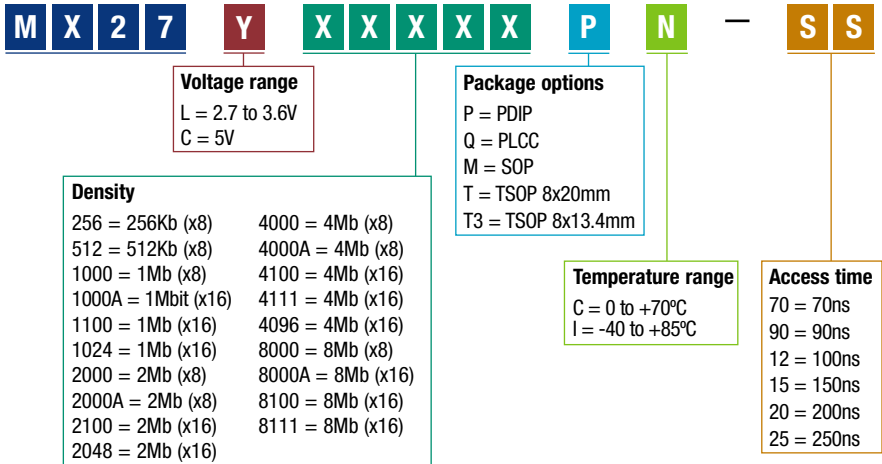 M X 2 7 Y X X X X X P N — S S
Voltage range
L = 2.7 to 3.6V
C = 5V
Package options
P = PDIP
Q = PLCC
M = SOP
T = TSOP 8x20mm
T3 = TSOP 8x13.4mm
Density
256 = 256Kb (x8)
512 = 512Kb (x8)
1000 = 1Mb (x8)
1000A = 1Mbit (x16)
1100 = 1Mb (x16)
1024 = 1Mb (x16)
2000 = 2Mb (x8)
2000A = 2Mb (x8)
2100 = 2Mb (x16)
2048 = 2Mb (x16)
4000 = 4Mb (x8)
4000A = 4Mb (x8)
4100 = 4Mb (x16)
4111 = 4Mb (x16)
4096 = 4Mb (x16)
8000 = 8Mb (x8)
8000A = 8Mb (x16)
8100 = 8Mb (x16)
8111 = 8Mb (x16)
Temperature range
C = 0 to +70ºC
I = -40 to +85ºC
Access time
70 = 70ns
90 = 90ns
12 = 100ns
15 = 150ns
20 = 200ns
25 = 250ns